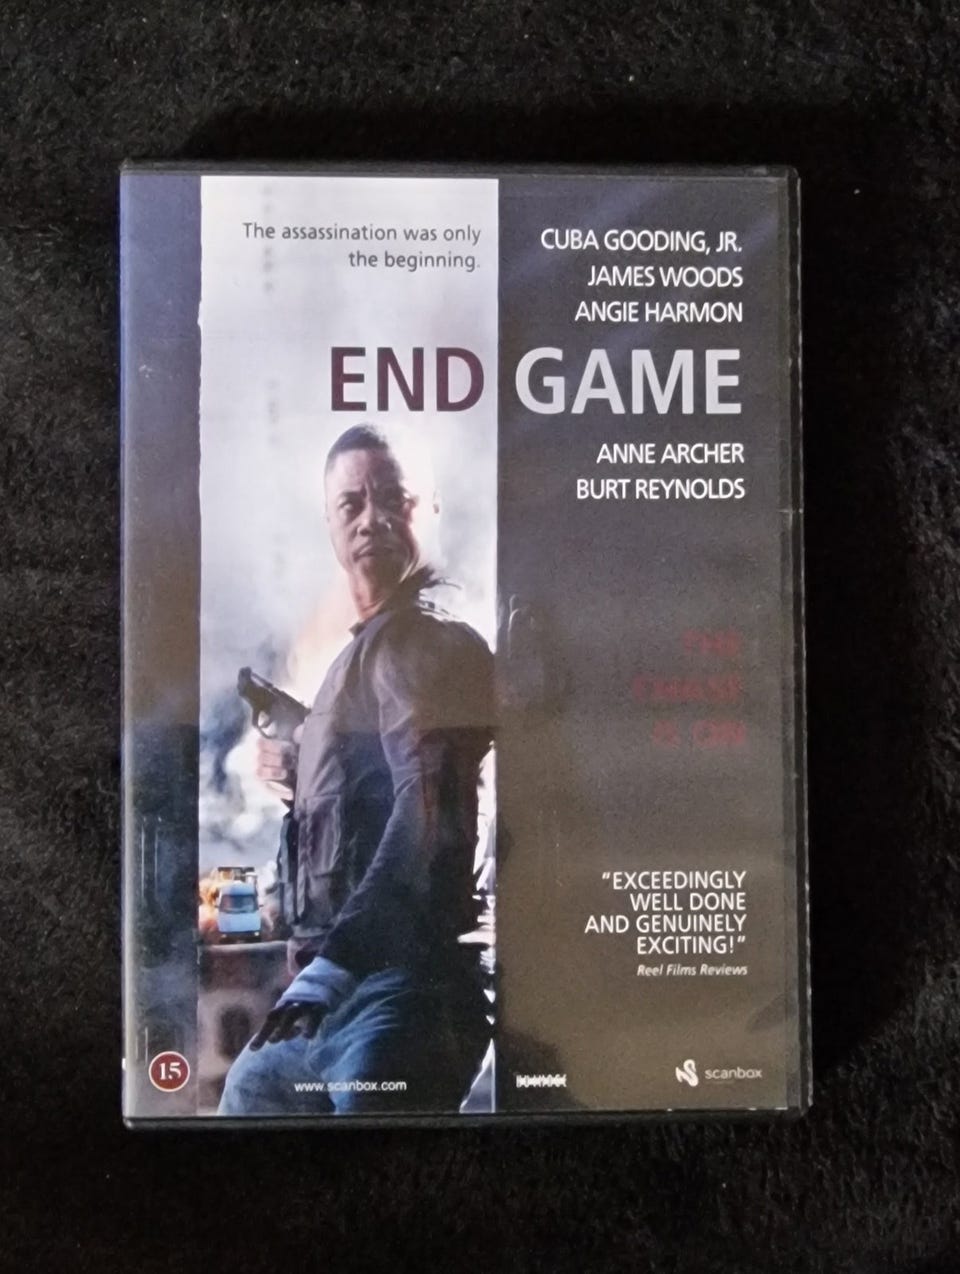 The assassination was only
the beginning.
CUBA GOODING, JR.
JAMES WOODS
ANGIE HARMON
END GAME
ANNE ARCHER
BURT REYNOLDS
"EXCEEDINGLY
WELL DONE
AND GENUINELY
EXCITING!"
Reel Films Reviews
15
www.scanbox.com
scanbox